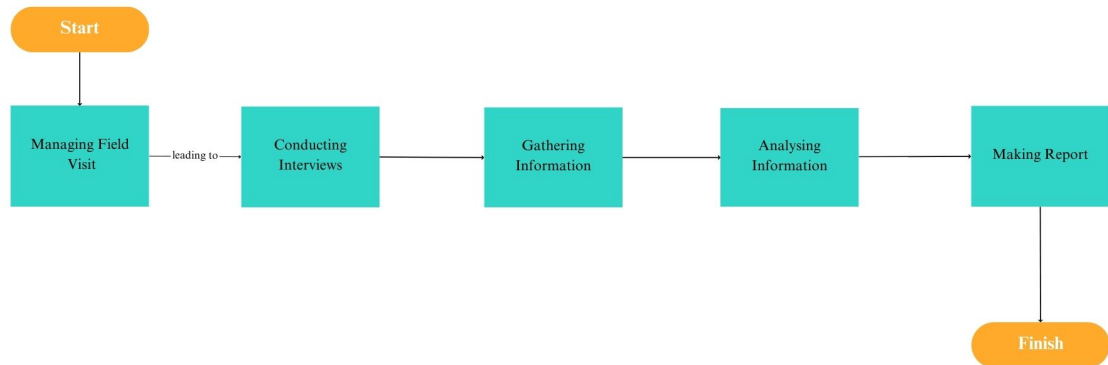 Start
Managing Field
Visit
leading to
Conducting
Interviews
Gathering
Information
Analysing
Information
Making Report
Finish